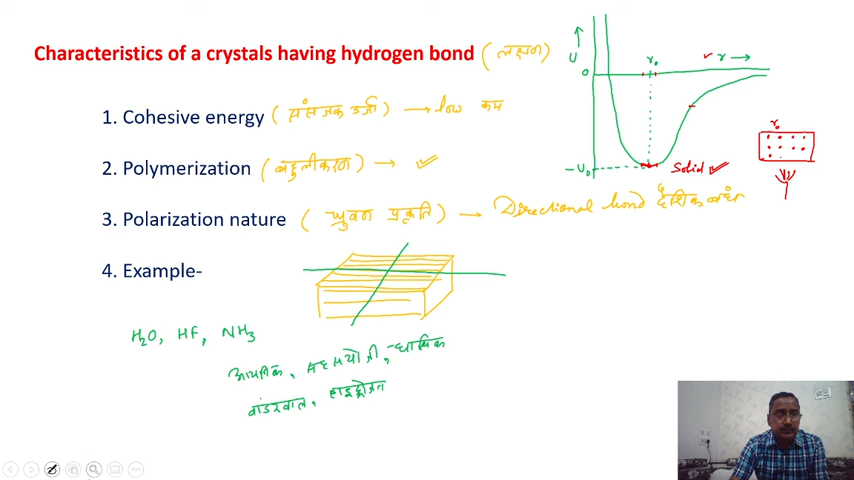 Characteristics of a crystals having hydrogen bond (लक्षण)
1. Cohesive energy (संसंजक ऊर्जा) → low कम
2. Polymerization (बहुलीकरण) → ✓
3. Polarization nature (ध्रुवन प्रकृति) → Directional bond दैशिक बंध
4. Example-
H₂O, HF, NH₃
आयनिक, सहसंयोजी, धात्विक
वांडरवाल, हाइड्रोजन
U
r₀
r →
0
-U₀
Solid ✓
r₀